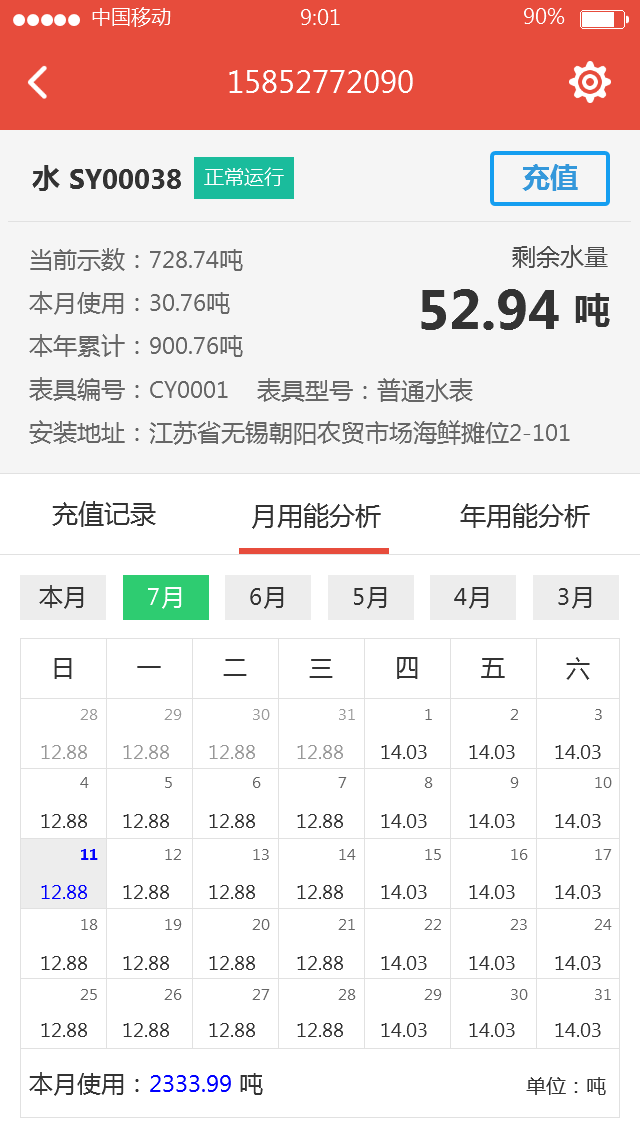 中国移动 9:01 90%
15852772090
水 SY00038 正常运行 充值
当前示数：728.74吨 剩余水量
本月使用：30.76吨 52.94 吨
本年累计：900.76吨
表具编号：CY0001 表具型号：普通水表
安装地址：江苏省无锡朝阳农贸市场海鲜摊位2-101
充值记录 月用能分析 年用能分析
本月 7月 6月 5月 4月 3月
日 一 二 三 四 五 六
28 29 30 31 1 2 3
12.88 12.88 12.88 12.88 14.03 14.03 14.03
4 5 6 7 8 9 10
12.88 12.88 12.88 12.88 14.03 14.03 14.03
11 12 13 14 15 16 17
12.88 12.88 12.88 12.88 14.03 14.03 14.03
18 19 20 21 22 23 24
12.88 12.88 12.88 12.88 14.03 14.03 14.03
25 26 27 28 29 30 31
12.88 12.88 12.88 12.88 14.03 14.03 14.03
本月使用：2333.99 吨 单位：吨